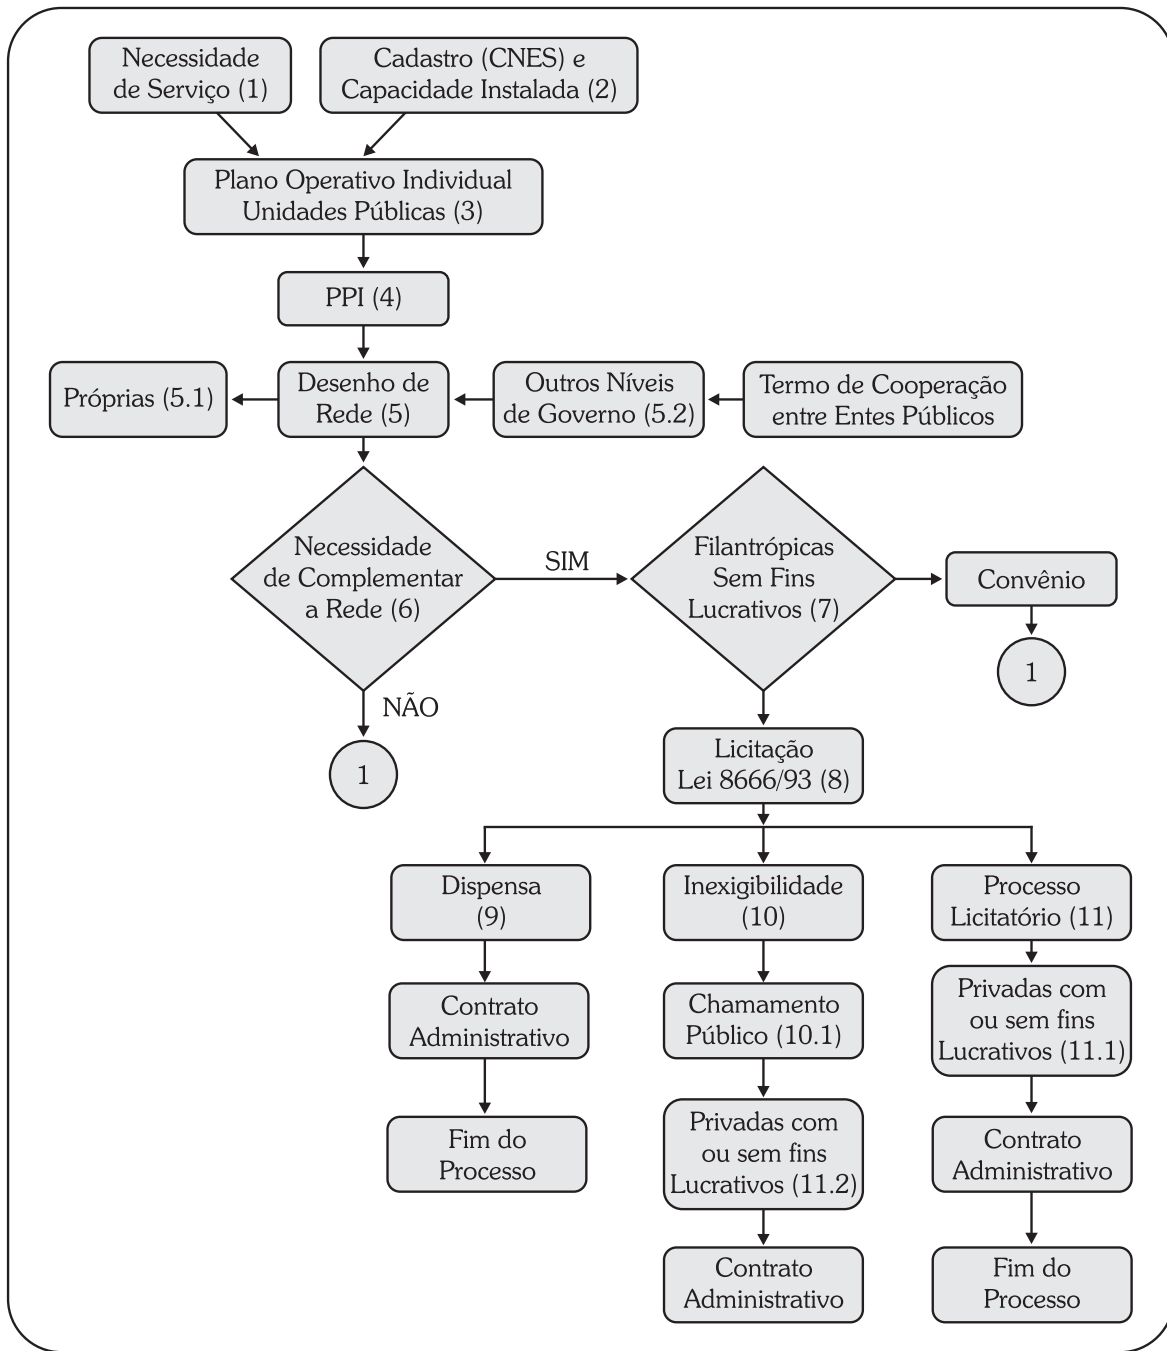 Necessidade
de Serviço (1)
Cadastro (CNES) e
Capacidade Instalada (2)
Plano Operativo Individual
Unidades Públicas (3)
PPI (4)
Próprias (5.1)
Desenho de
Rede (5)
Outros Níveis
de Governo (5.2)
Termo de Cooperação
entre Entes Públicos
Necessidade
de Complementar
a Rede (6)
SIM
Filantrópicas
Sem Fins
Lucrativos (7)
Convênio
1
NÃO
1
Licitação
Lei 8666/93 (8)
Dispensa
(9)
Inexigibilidade
(10)
Processo
Licitatório (11)
Contrato
Administrativo
Chamamento
Público (10.1)
Privadas com
ou sem fins
Lucrativos (11.1)
Fim do
Processo
Privadas com
ou sem fins
Lucrativos (11.2)
Contrato
Administrativo
Contrato
Administrativo
Fim do
Processo